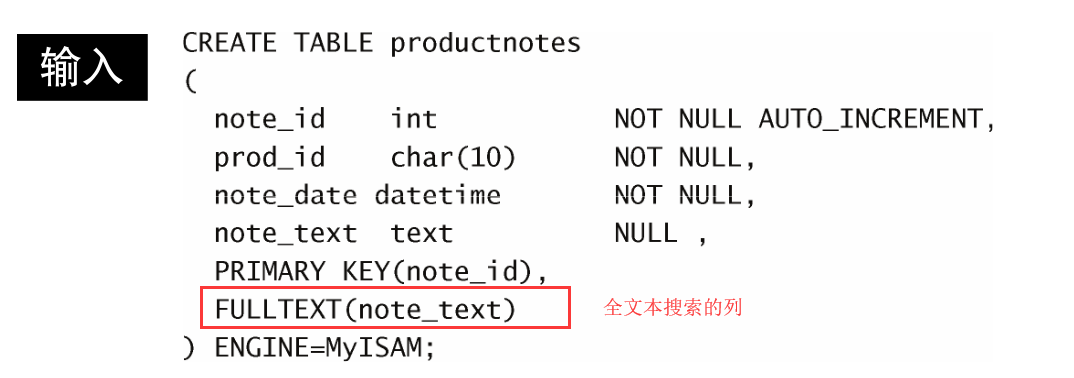 输入
CREATE TABLE productnotes
(
note_id int NOT NULL AUTO_INCREMENT,
prod_id char(10) NOT NULL,
note_date datetime NOT NULL,
note_text text NULL ,
PRIMARY KEY(note_id),
FULLTEXT(note_text) 全文本搜索的列
) ENGINE=MyISAM;